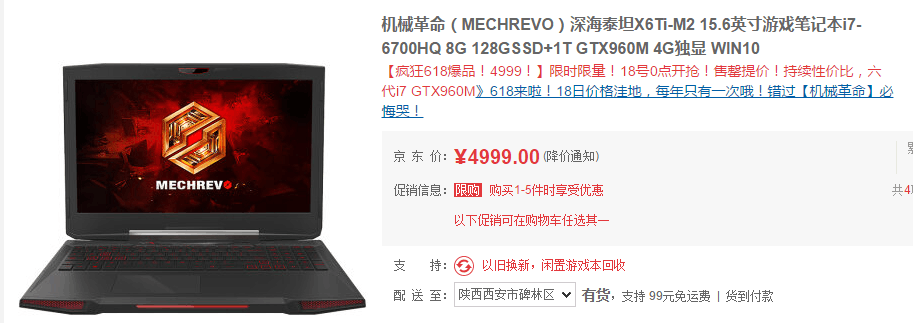 机械革命（MECHREVO）深海泰坦X6Ti-M2 15.6英寸游戏笔记本i7-
6700HQ 8G 128GSSD+1T GTX960M 4G独显 WIN10
【疯狂618爆品！4999！】限时限量！18号0点开抢！售罄提价！持续性价比，六
代i7 GTX960M》618来啦！18日价格洼地，每年只有一次哦！错过【机械革命】必
悔哭！
MECHREVO
京 东 价： ¥4999.00 (降价通知)
促销信息： 限购 购买1-5件时享受优惠
共4
以下促销可在购物车任选其一
支 持： 以旧换新，闲置游戏本回收
配 送 至： 陕西西安市碑林区 有货，支持 99元免运费 | 货到付款